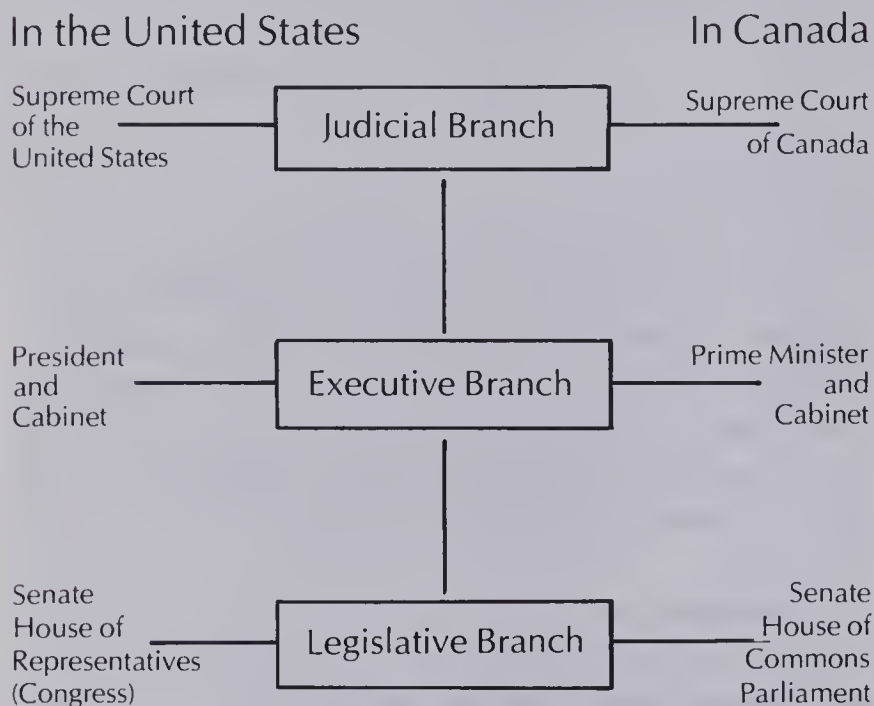 In the United States
In Canada
Supreme Court
of the
United States
Judicial Branch
Supreme Court
of Canada
President
and
Cabinet
Executive Branch
Prime Minister
and
Cabinet
Senate
House of
Representatives
(Congress)
Legislative Branch
Senate
House of
Commons
Parliament